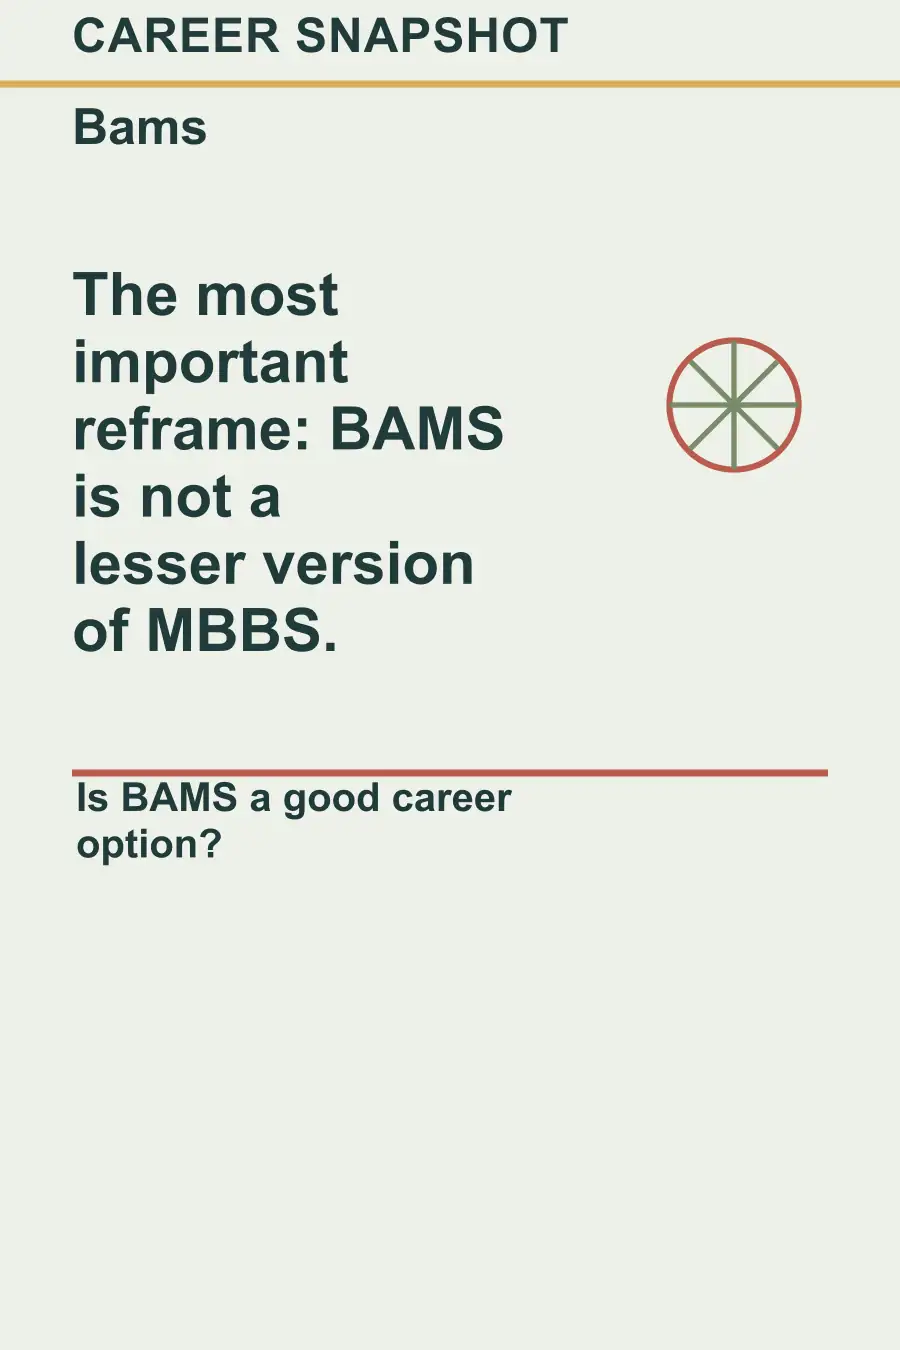 CAREER SNAPSHOT
Bams
The most
important
reframe: BAMS
is not a
lesser version
of MBBS.
Is BAMS a good career
option?